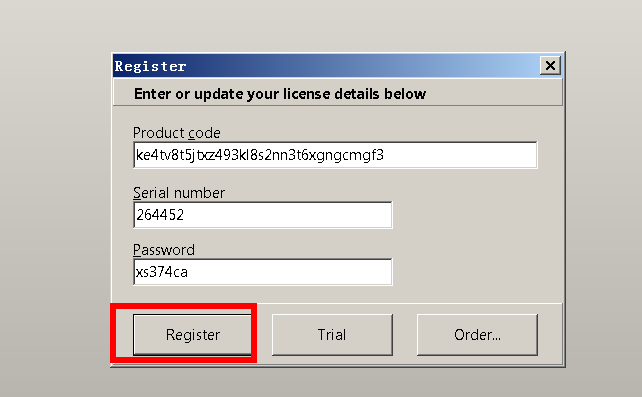 Register
Enter or update your license details below
Product code
ke4tv8t5jtxz493kl8s2nn3t6xgngcmgf3
Serial number
264452
Password
xs374ca
Register
Trial
Order...